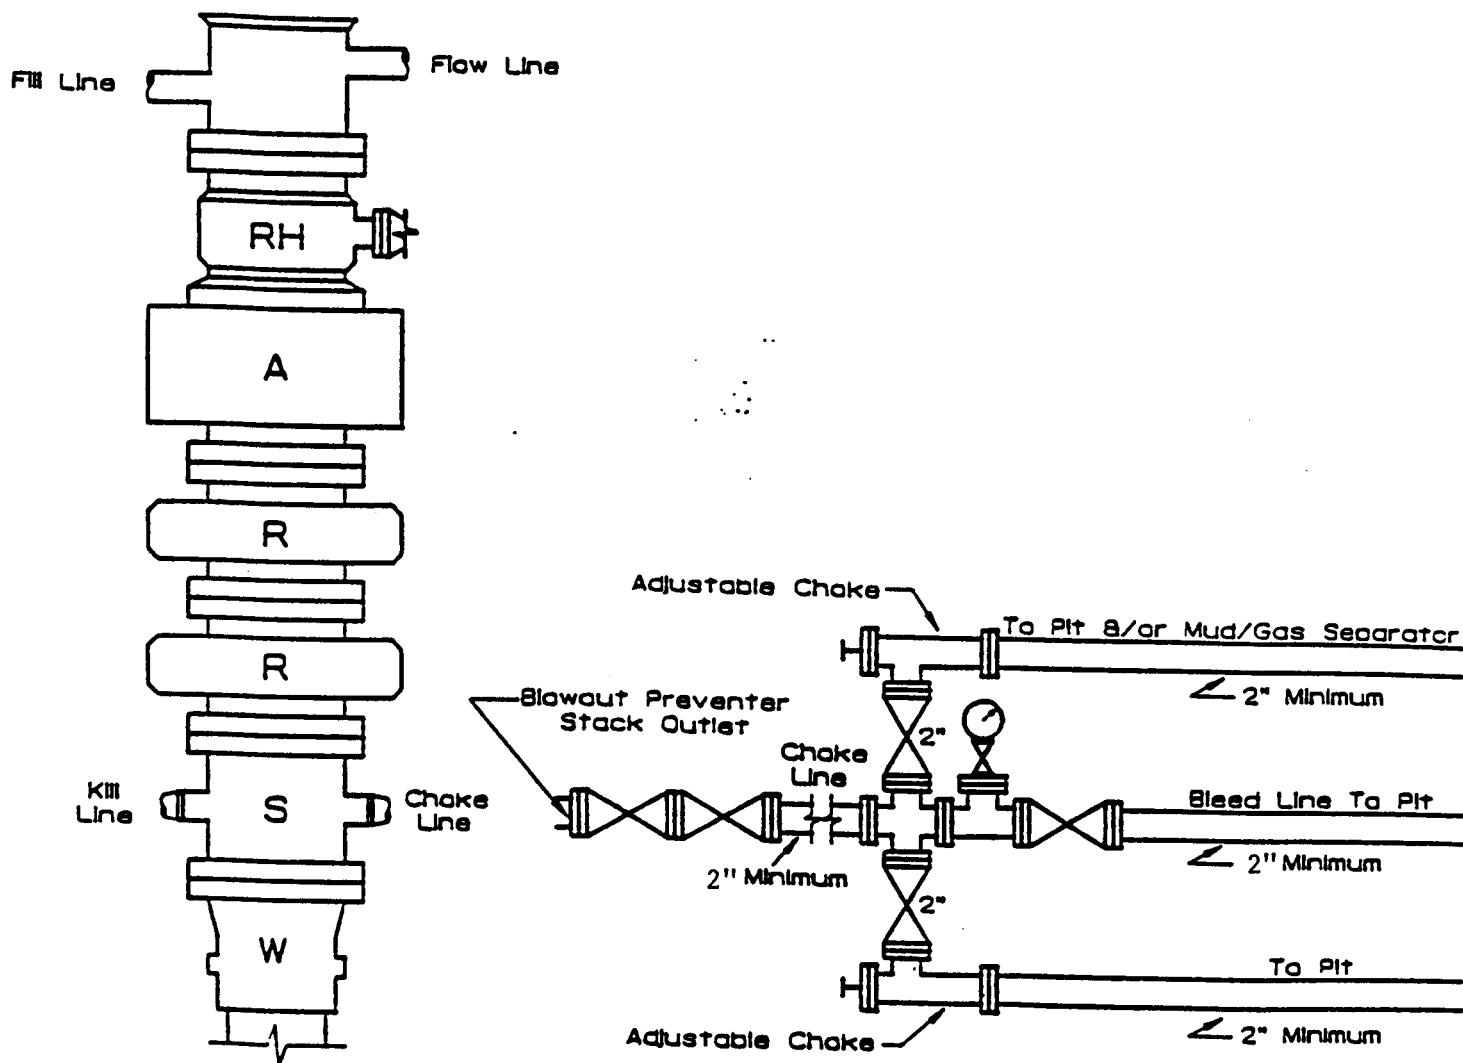 Fill Line
Flow Line
RH
A
R
R
Kill
Line
S
Choke
Line
W
Adjustable Choke
To Pit &/or Mud/Gas Separator
2" Minimum
Blowout Preventer
Stack Outlet
2"
Choke
Line
Bleed Line To Pit
2" Minimum
2" Minimum
2"
To Pit
Adjustable Choke
2" Minimum